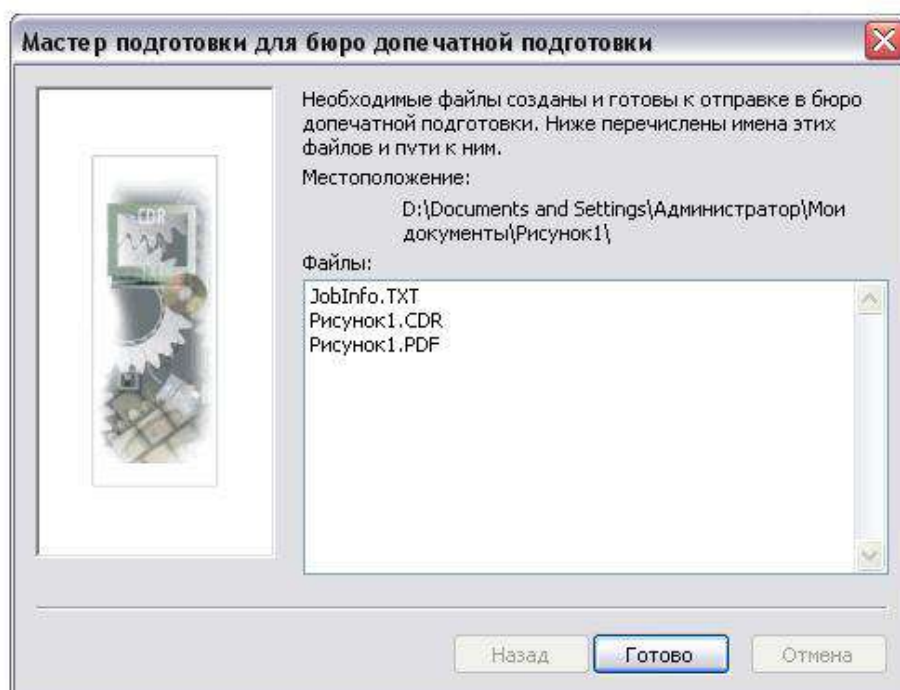 Мастер подготовки для бюро допечатной подготовки
Необходимые файлы созданы и готовы к отправке в бюро
допечатной подготовки. Ниже перечислены имена этих
файлов и пути к ним.
Местоположение:
D:\Documents and Settings\Администратор\Мои
документы\Рисунок1\
Файлы:
JobInfo.TXT
Рисунок1.CDR
Рисунок1.PDF
CDR
Назад Готово Отмена